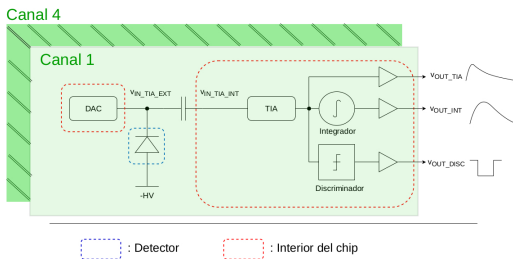 Canal 4
Canal 1
DAC
vIN_TIA_EXT
vIN_TIA_INT
TIA
vOUT_TIA
vOUT_INT
Integrador
vOUT_DISC
Discriminador
-HV
: Detector
: Interior del chip